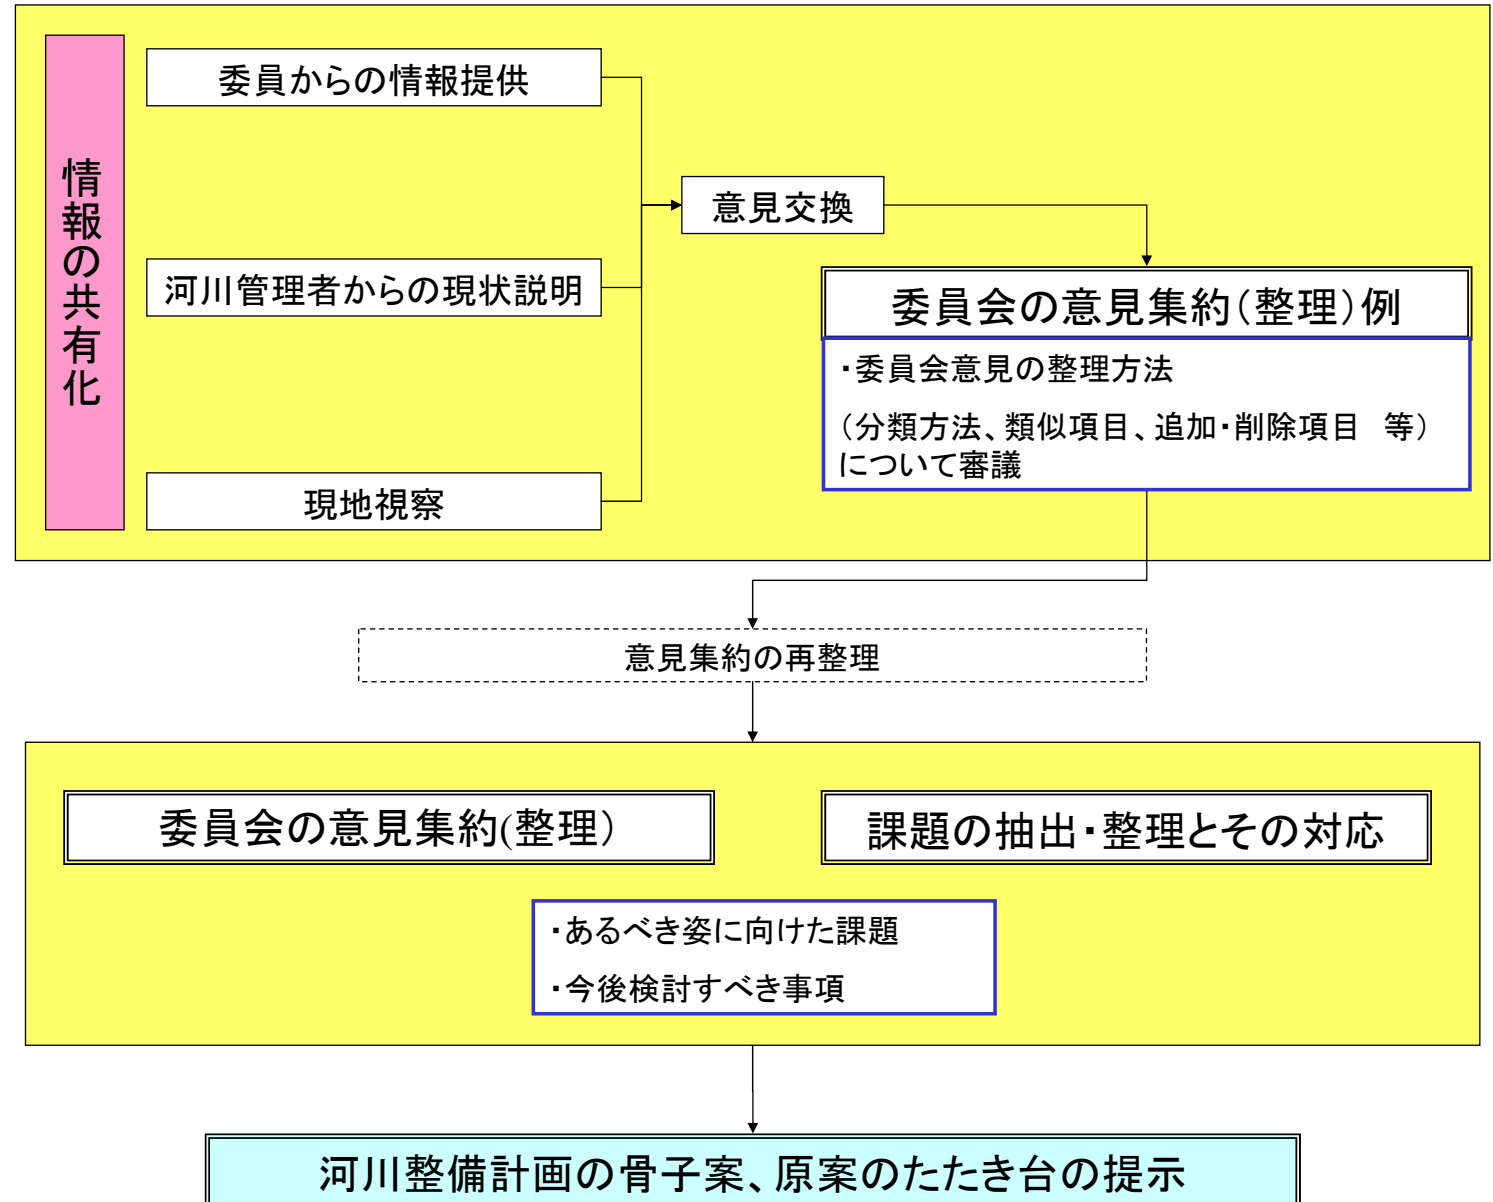 情報の共有化
委員からの情報提供
河川管理者からの現状説明
現地視察
意見交換
委員会の意見集約（整理）例
・委員会意見の整理方法
（分類方法、類似項目、追加・削除項目　等）
について審議
意見集約の再整理
委員会の意見集約(整理）
課題の抽出・整理とその対応
・あるべき姿に向けた課題
・今後検討すべき事項
河川整備計画の骨子案、原案のたたき台の提示